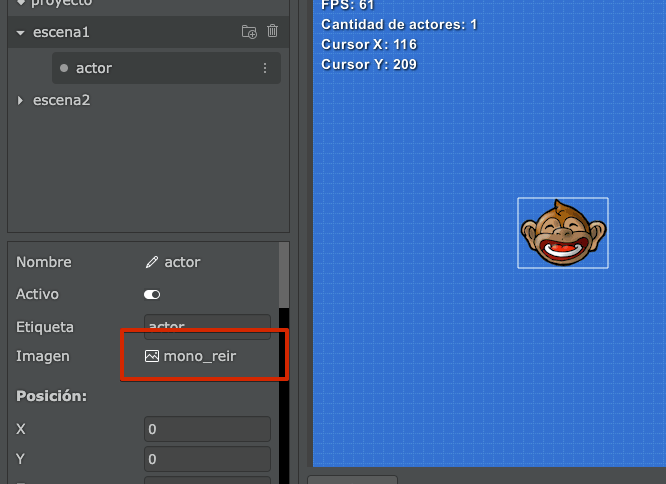 proyecto
escena1
actor
escena2
FPS: 61
Cantidad de actores: 1
Cursor X: 116
Cursor Y: 209
Nombre actor
Activo
Etiqueta actor
Imagen mono_reir
Posición:
X 0
Y 0